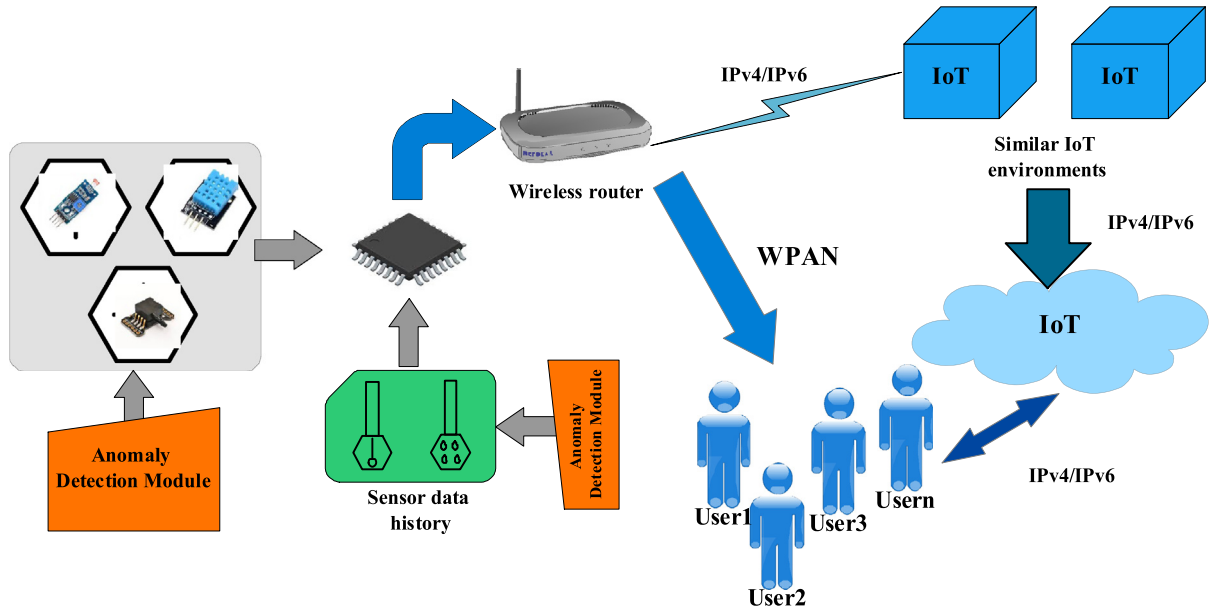 IPv4/IPv6
IoT
IoT
NETGEAR
Wireless router
Similar IoT
environments
IPv4/IPv6
WPAN
IoT
Anomaly
Detection Module
Sensor data
history
Anomaly
Detection Module
User1
User2
User3
Usern
IPv4/IPv6